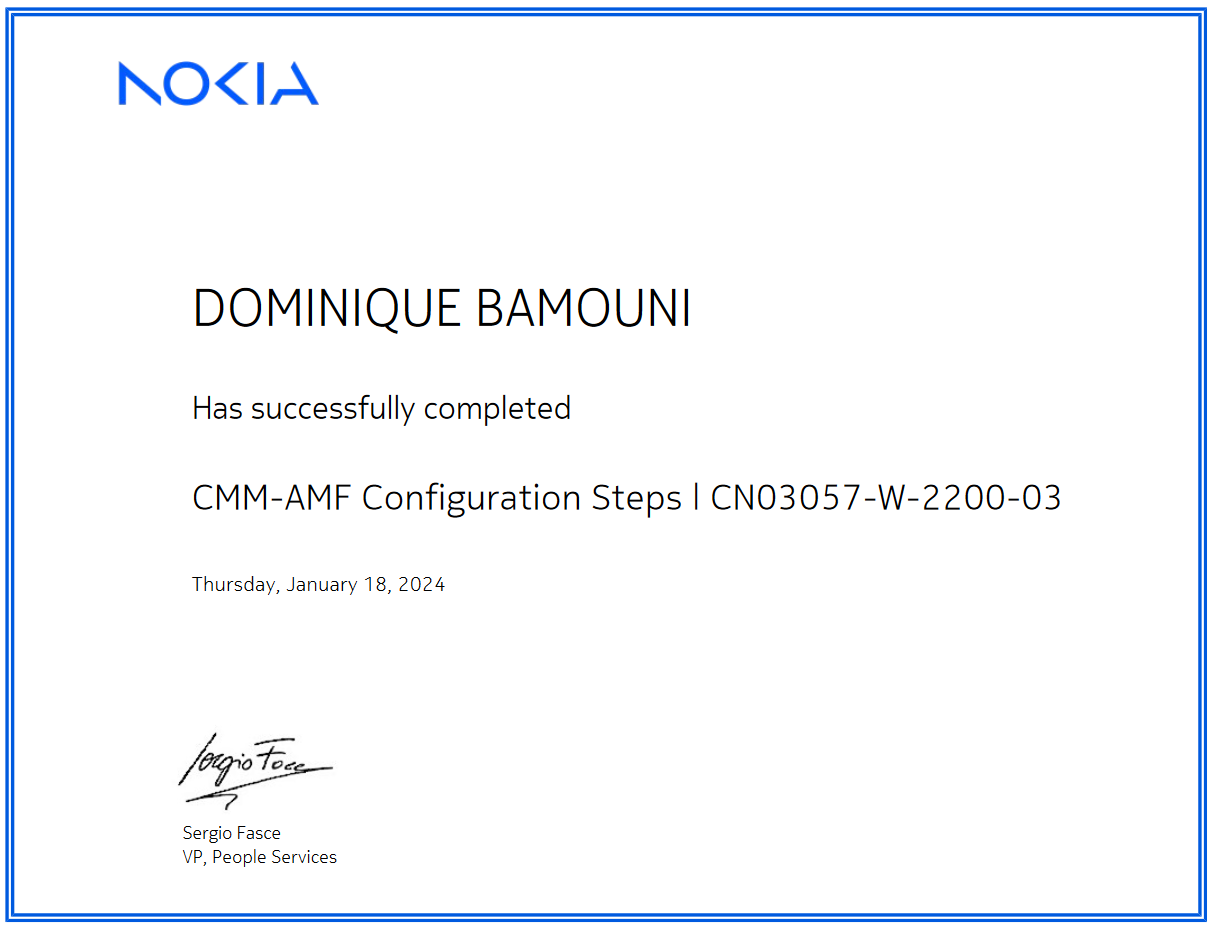 NOKIA
DOMINIQUE BAMOUNI
Has successfully completed
CMM-AMF Configuration Steps | CN03057-W-2200-03
Thursday, January 18, 2024
Sergio Fasce
Sergio Fasce
VP, People Services